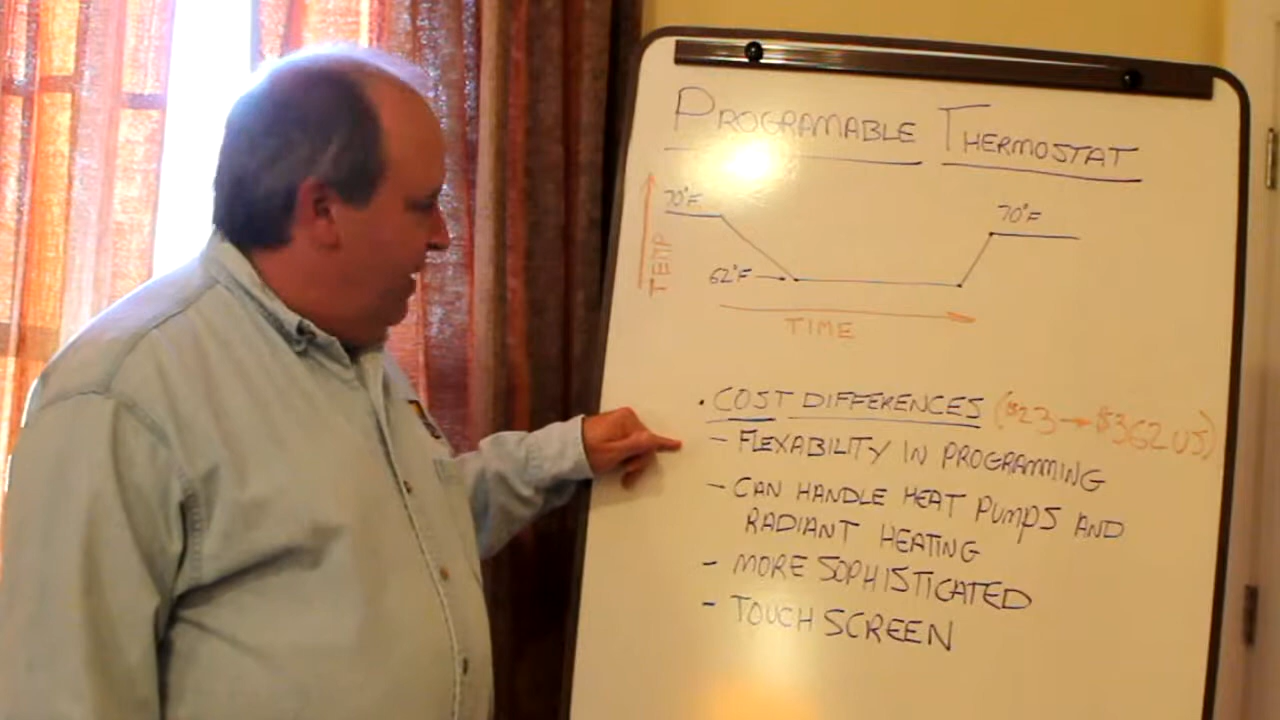 PROGRAMABLE THERMOSTAT
70°F
70°F
TEMP
62°F
TIME
• COST DIFFERENCES ($23 → $362 US)
- FLEXABILITY IN PROGRAMMING
- CAN HANDLE HEAT PUMPS AND
RADIANT HEATING
- MORE SOPHISTICATED
- TOUCH SCREEN